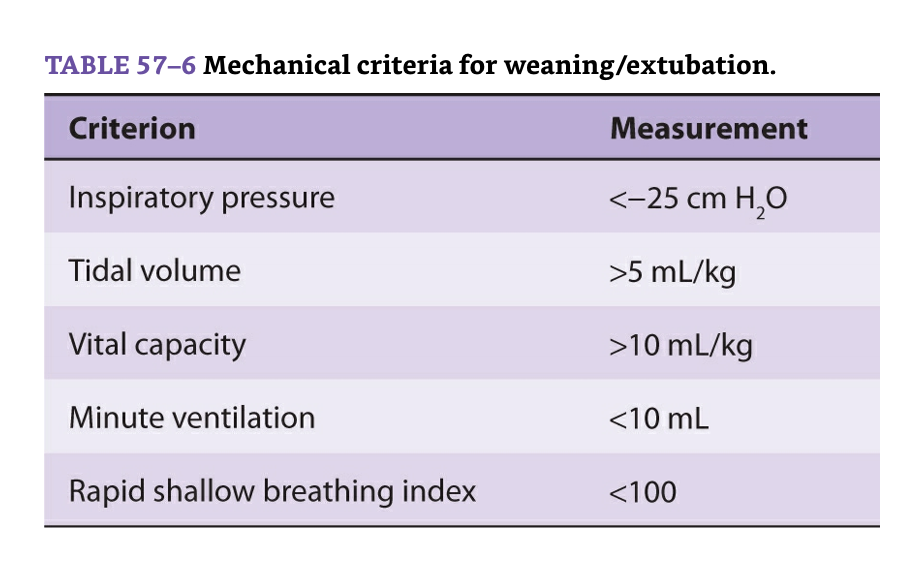 TABLE 57–6 Mechanical criteria for weaning/extubation.
Criterion Measurement
Inspiratory pressure <−25 cm H₂O
Tidal volume >5 mL/kg
Vital capacity >10 mL/kg
Minute ventilation <10 mL
Rapid shallow breathing index <100